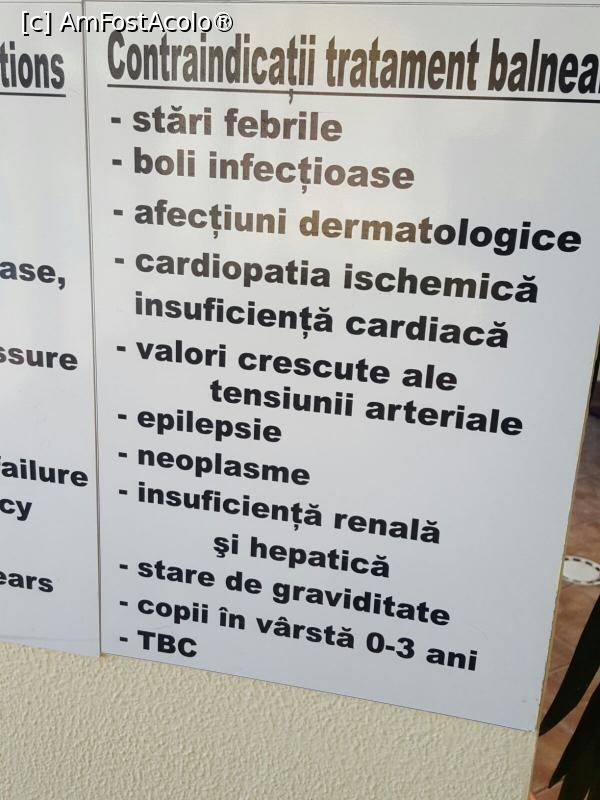 [c] AmFostAcolo®
tions
ase,
ssure
failure
cy
ears
Contraindicații tratament balnea
- stări febrile
- boli infecțioase
- afecțiuni dermatologice
- cardiopatia ischemică
insuficiență cardiacă
- valori crescute ale
tensiunii arteriale
- epilepsie
- neoplasme
- insuficiență renală
și hepatică
- stare de graviditate
- copii în vârstă 0-3 ani
- TBC